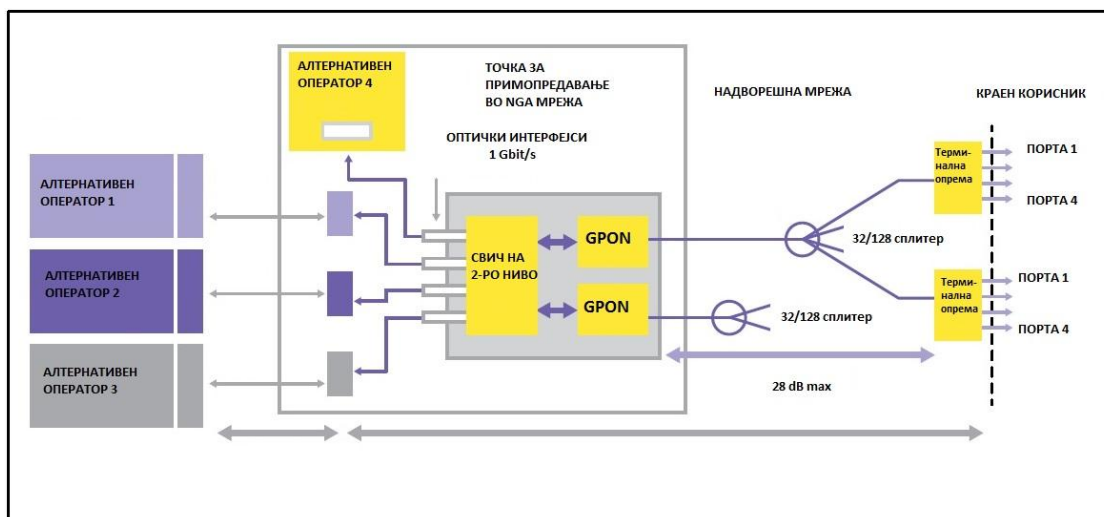 АЛТЕРНАТИВЕН
ОПЕРАТОР 4
ТОЧКА ЗА
ПРИМОПРЕДАВАЊЕ
ВО NGA МРЕЖА
НАДВОРЕШНА МРЕЖА
КРАЕН КОРИСНИК
ОПТИЧКИ ИНТЕРФЕЈСИ
1 Gbit/s
АЛТЕРНАТИВЕН
ОПЕРАТОР 1
АЛТЕРНАТИВЕН
ОПЕРАТОР 2
АЛТЕРНАТИВЕН
ОПЕРАТОР 3
СВИЧ НА
2-РО НИВО
GPON
GPON
32/128 сплитер
32/128 сплитер
28 dB max
Терми-
нална
опрема
ПОРТА 1
ПОРТА 4
Терми-
нална
опрема
ПОРТА 1
ПОРТА 4